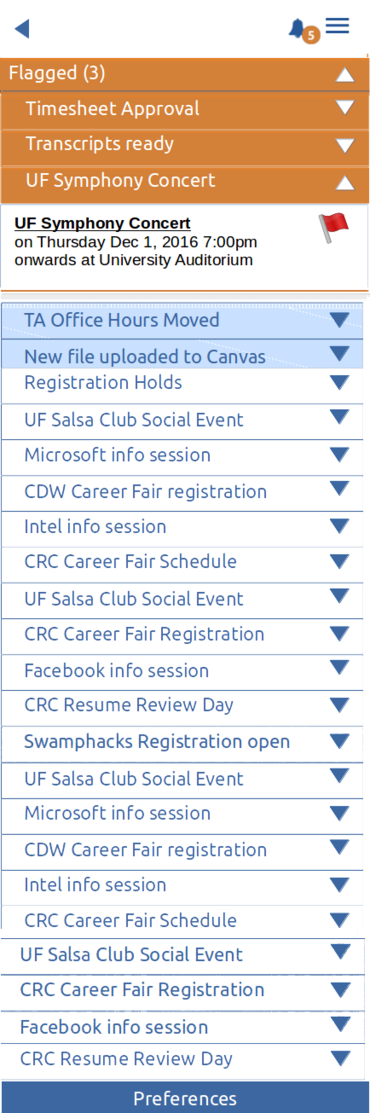 5
Flagged (3)
Timesheet Approval
Transcripts ready
UF Symphony Concert
UF Symphony Concert
on Thursday Dec 1, 2016 7:00pm
onwards at University Auditorium
TA Office Hours Moved
New file uploaded to Canvas
Registration Holds
UF Salsa Club Social Event
Microsoft info session
CDW Career Fair registration
Intel info session
CRC Career Fair Schedule
UF Salsa Club Social Event
CRC Career Fair Registration
Facebook info session
CRC Resume Review Day
Swamphacks Registration open
UF Salsa Club Social Event
Microsoft info session
CDW Career Fair registration
Intel info session
CRC Career Fair Schedule
UF Salsa Club Social Event
CRC Career Fair Registration
Facebook info session
CRC Resume Review Day
Preferences